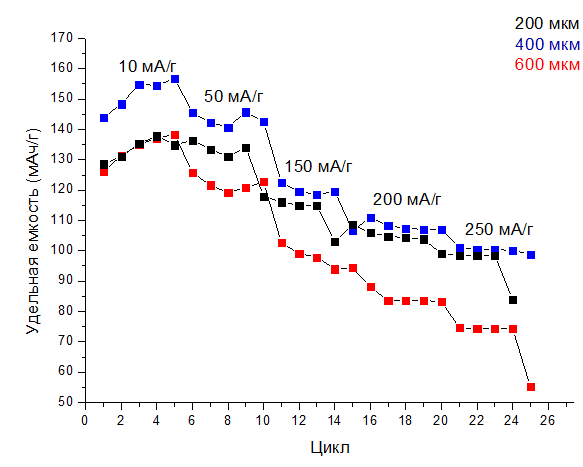 200 мкм
400 мкм
600 мкм
170
160
150
140
130
120
110
100
90
80
70
60
50
Удельная емкость (мАч/г)
10 мА/г
50 мА/г
150 мА/г
200 мА/г
250 мА/г
0 2 4 6 8 10 12 14 16 18 20 22 24 26
Цикл